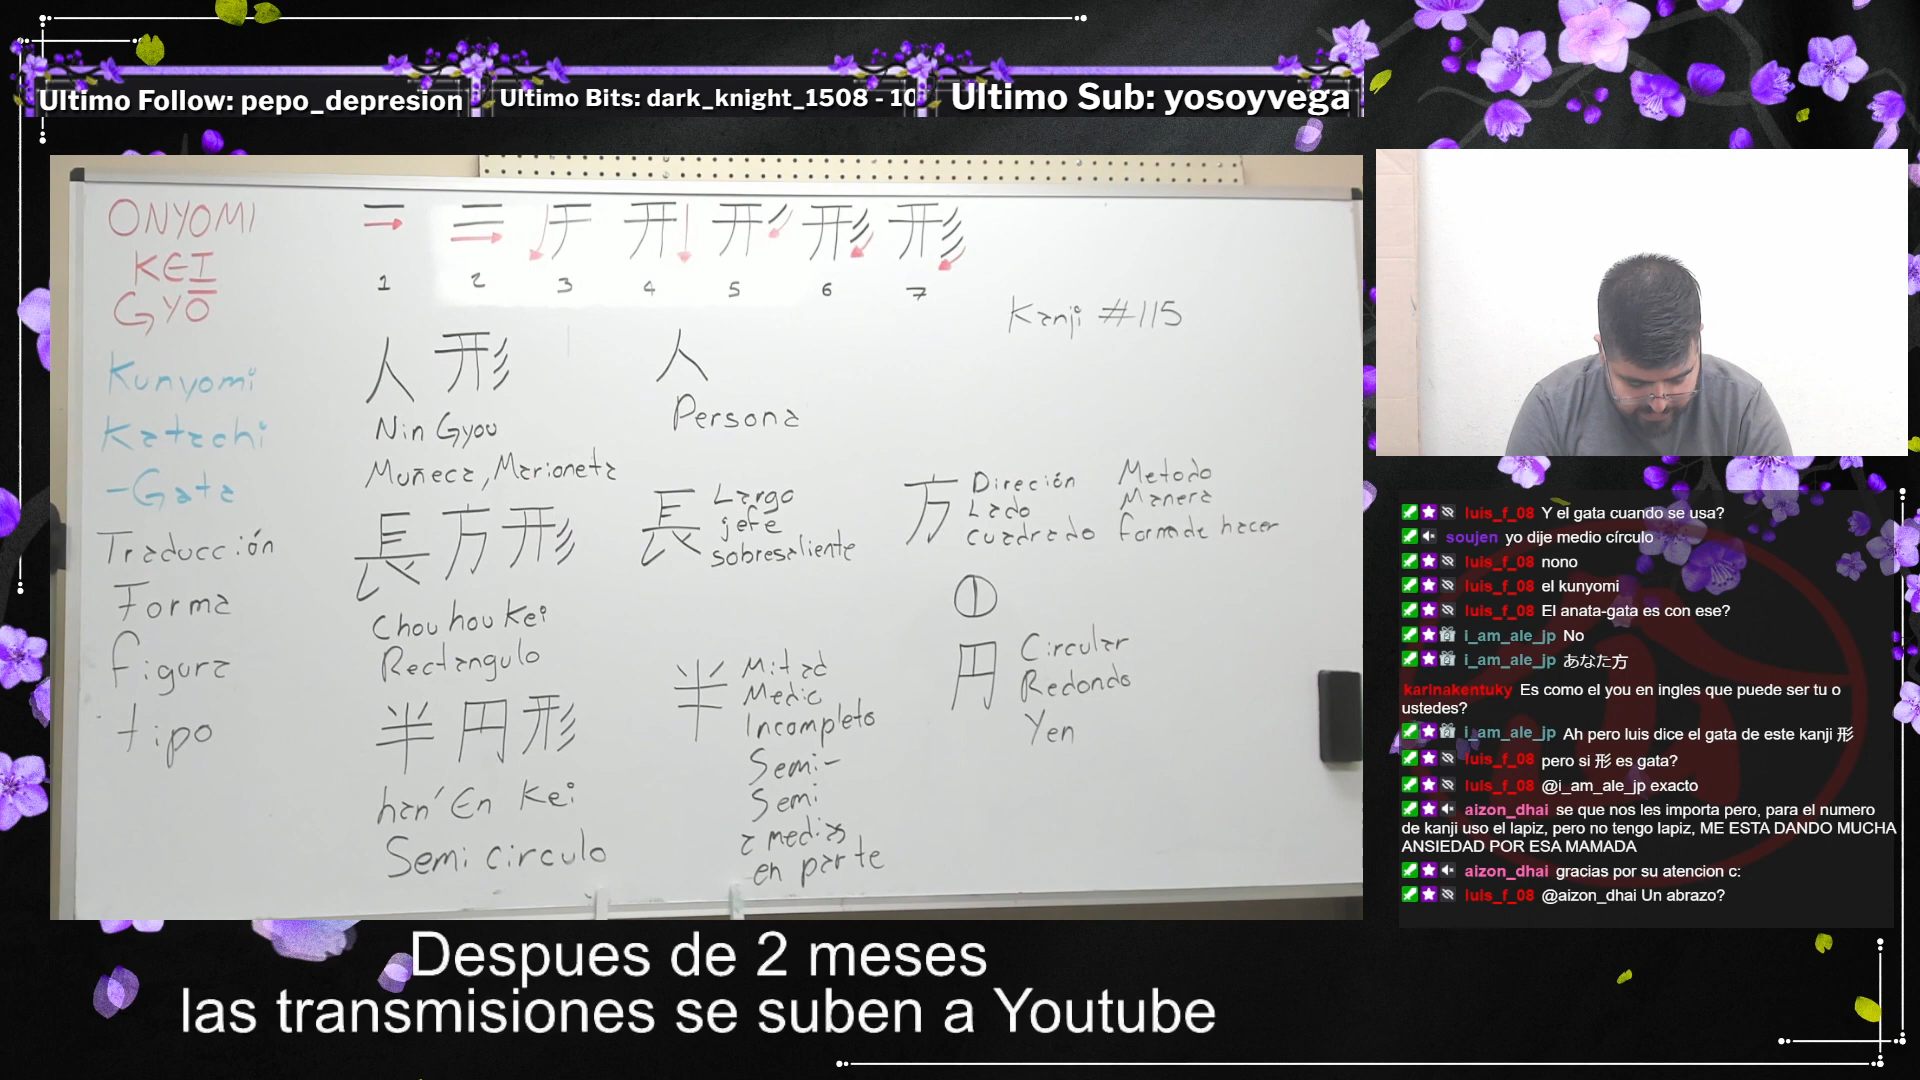 Ultimo Follow: pepo_depresion
Ultimo Bits: dark_knight_1508 - 10
Ultimo Sub: yosoyvega
ONYOMI
KEI
GYO
Kunyomi
Katachi
-Gata
Traducción
Forma
figura
tipo
1 2 3 4 5 6 7
Kanji #115
人形
Nin Gyou
Muñeca, Marioneta
人
Persona
長方形
Chou hou Kei
Rectangulo
長
Largo
jefe
sobresaliente
方
Direción
Lado
cuadrado
Metodo
Manera
forma de hacer
半円形
han' En Kei
Semi circulo
半
Mitad
Medio
Incompleto
Semi-
Semi
a medias
en parte
円
Circular
Redondo
Yen
luis_f_08 Y el gata cuando se usa?
soujen yo dije medio círculo
luis_f_08 nono
luis_f_08 el kunyomi
luis_f_08 El anata-gata es con ese?
i_am_ale_jp No
i_am_ale_jp あなた方
karinakentuky Es como el you en ingles que puede ser tu o
ustedes?
i_am_ale_jp Ah pero luis dice el gata de este kanji 形
luis_f_08 pero si 形 es gata?
luis_f_08 @i_am_ale_jp exacto
aizon_dhai se que nos les importa pero, para el numero
de kanji uso el lapiz, pero no tengo lapiz, ME ESTA DANDO MUCHA
ANSIEDAD POR ESA MAMADA
aizon_dhai gracias por su atencion c:
luis_f_08 @aizon_dhai Un abrazo?
Despues de 2 meses
las transmisiones se suben a Youtube